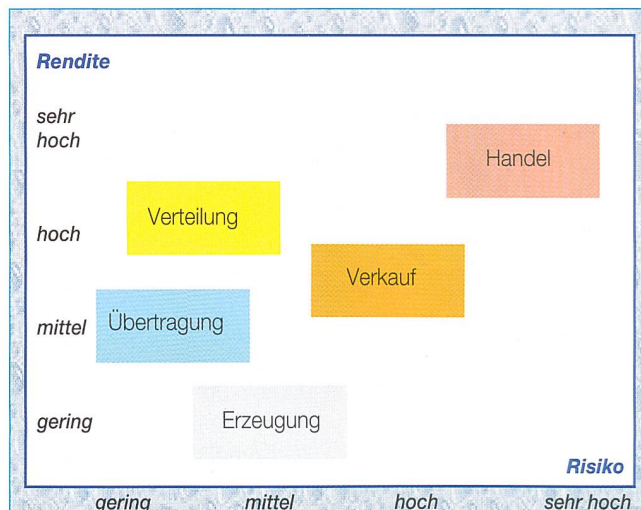 Rendite
sehr
hoch
Handel
Verteilung
hoch
Verkauf
Übertragung
mittel
Erzeugung
gering
Risiko
gering mittel hoch sehr hoch